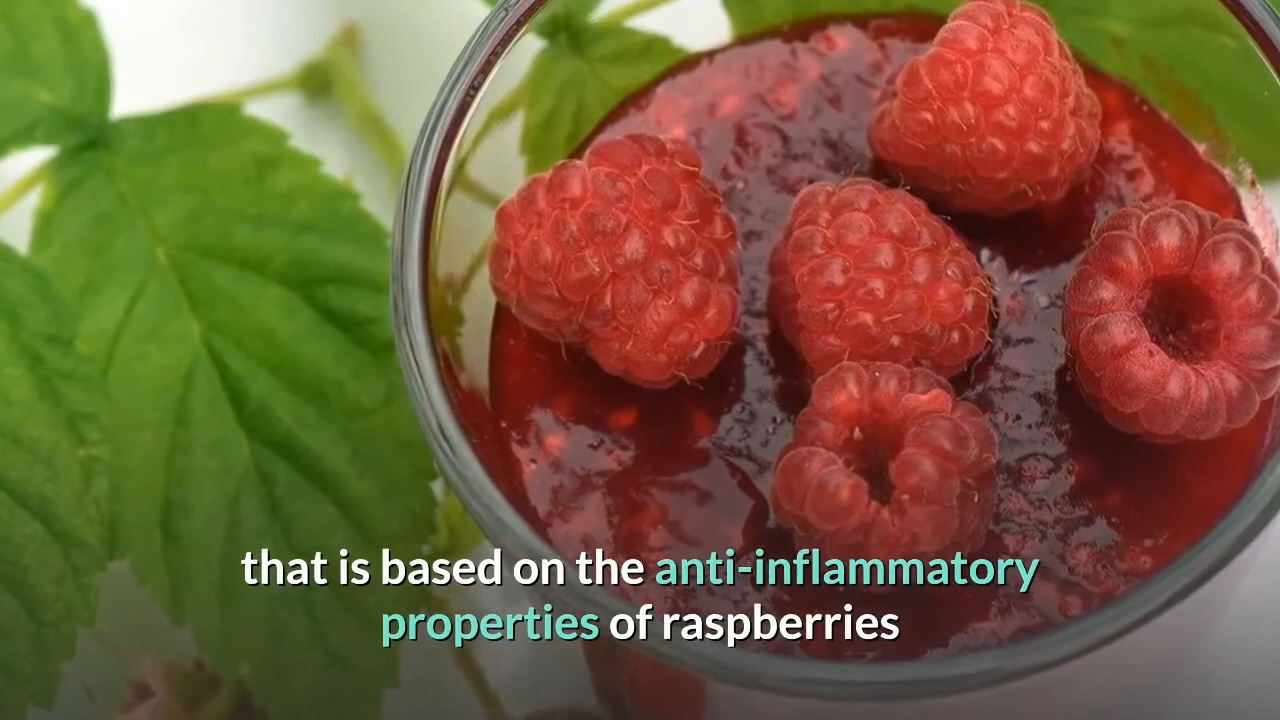 that is based on the anti-inflammatory
properties of raspberries